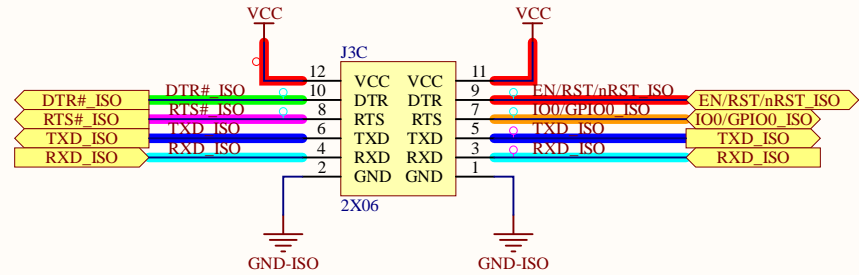 VCC VCC
J3C
12 VCC VCC 11
DTR#_ISO DTR#_ISO 10 DTR DTR 9 EN/RST/nRST_ISO EN/RST/nRST_ISO
RTS#_ISO RTS#_ISO 8 RTS RTS 7 IO0/GPIO0_ISO IO0/GPIO0_ISO
TXD_ISO TXD_ISO 6 TXD TXD 5 TXD_ISO TXD_ISO
RXD_ISO RXD_ISO 4 RXD RXD 3 RXD_ISO RXD_ISO
2 GND GND 1
2X06
GND-ISO GND-ISO